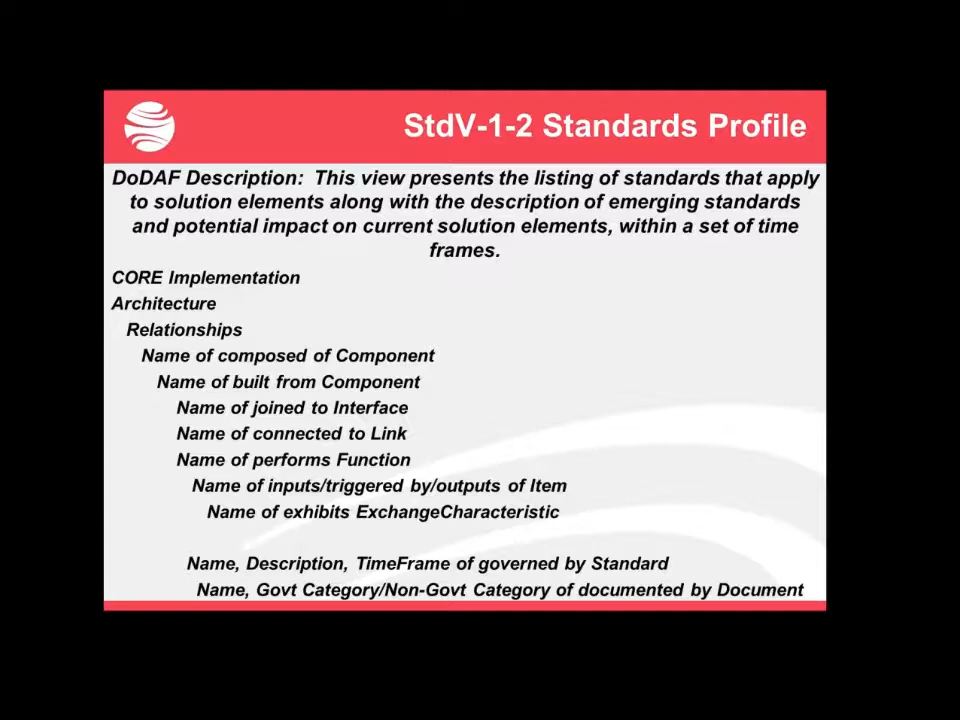 StdV-1-2 Standards Profile
DoDAF Description: This view presents the listing of standards that apply
to solution elements along with the description of emerging standards
and potential impact on current solution elements, within a set of time
frames.
CORE Implementation
Architecture
Relationships
Name of composed of Component
Name of built from Component
Name of joined to Interface
Name of connected to Link
Name of performs Function
Name of inputs/triggered by/outputs of Item
Name of exhibits ExchangeCharacteristic
Name, Description, TimeFrame of governed by Standard
Name, Govt Category/Non-Govt Category of documented by Document